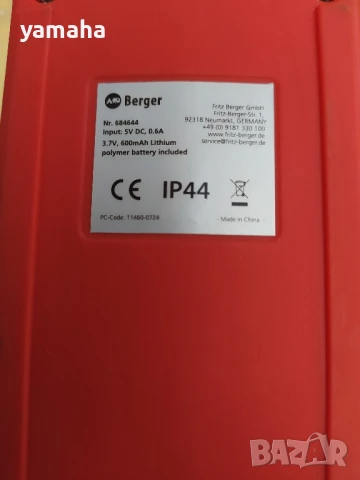 yamaha
Berger
Nr. 684644
Input: 5V DC, 0.6A
3.7V, 600mAh Lithium
polymer battery included
Fritz Berger GmbH
Fritz-Berger-Str. 1,
92318 Neumarkt, GERMANY
+49 (0) 9181 330 100
www.fritz-berger.de
service@fritz-berger.de
CE IP44
PC-Code: 11460-0724
- Made in China -
BAZAR
bg